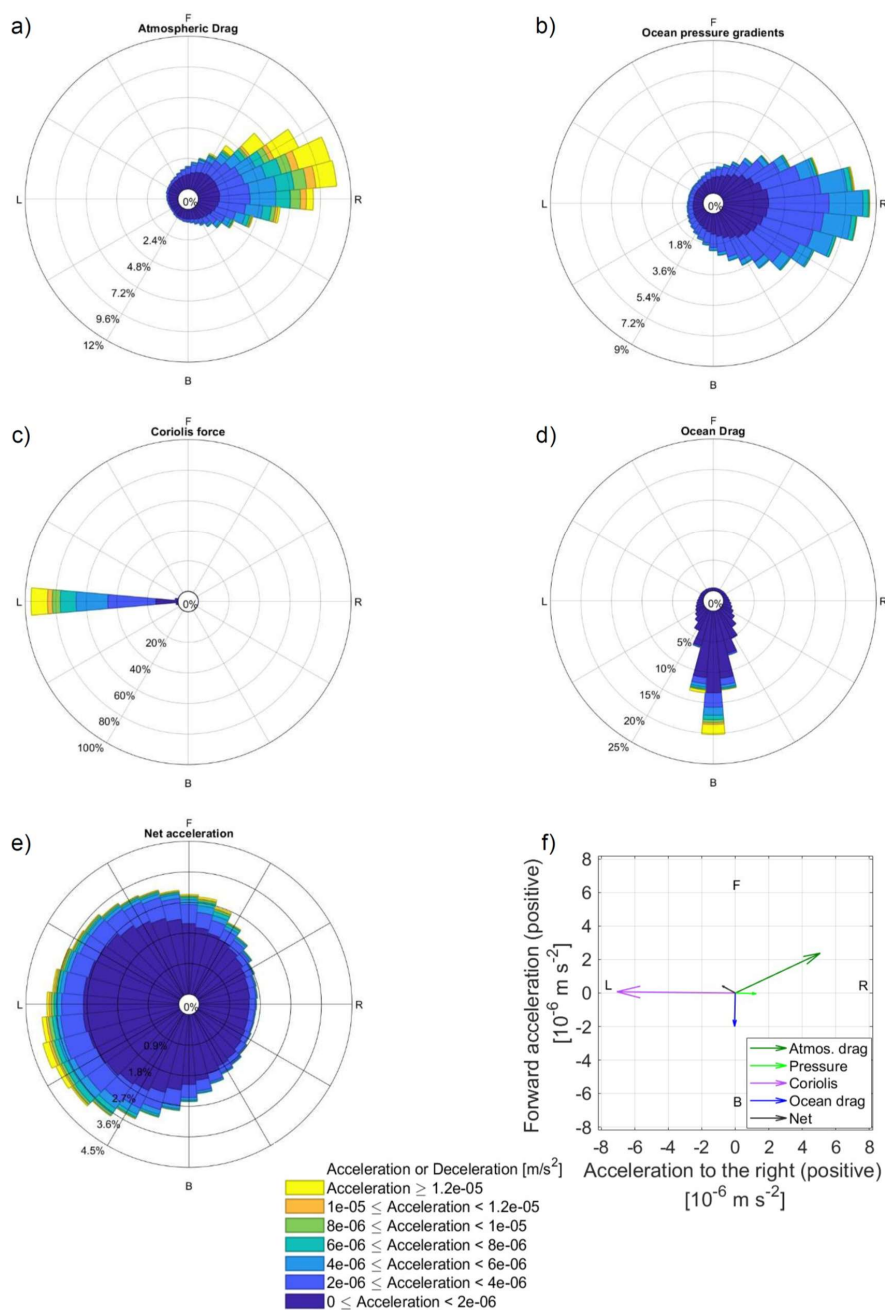 a)
F
Atmospheric Drag
L
R
0%
2.4%
4.8%
7.2%
9.6%
12%
B
b)
F
Ocean pressure gradients
L
R
0%
1.8%
3.6%
5.4%
7.2%
9%
B
c)
F
Coriolis force
L
R
0%
20%
40%
60%
80%
100%
B
d)
F
Ocean Drag
L
R
0%
5%
10%
15%
20%
25%
B
e)
F
Net acceleration
L
R
0%
0.9%
1.8%
2.7%
3.6%
4.5%
B
f)
Forward acceleration (positive)
[10⁻⁶ m s⁻²]
8
6
4
2
0
-2
-4
-6
-8
F
L
R
B
Atmos. drag
Pressure
Coriolis
Ocean drag
Net
-8 -6 -4 -2 0 2 4 6 8
Acceleration to the right (positive)
[10⁻⁶ m s⁻²]
Acceleration or Deceleration [m/s²]
Acceleration ≥ 1.2e-05
1e-05 ≤ Acceleration < 1.2e-05
8e-06 ≤ Acceleration < 1e-05
6e-06 ≤ Acceleration < 8e-06
4e-06 ≤ Acceleration < 6e-06
2e-06 ≤ Acceleration < 4e-06
0 ≤ Acceleration < 2e-06